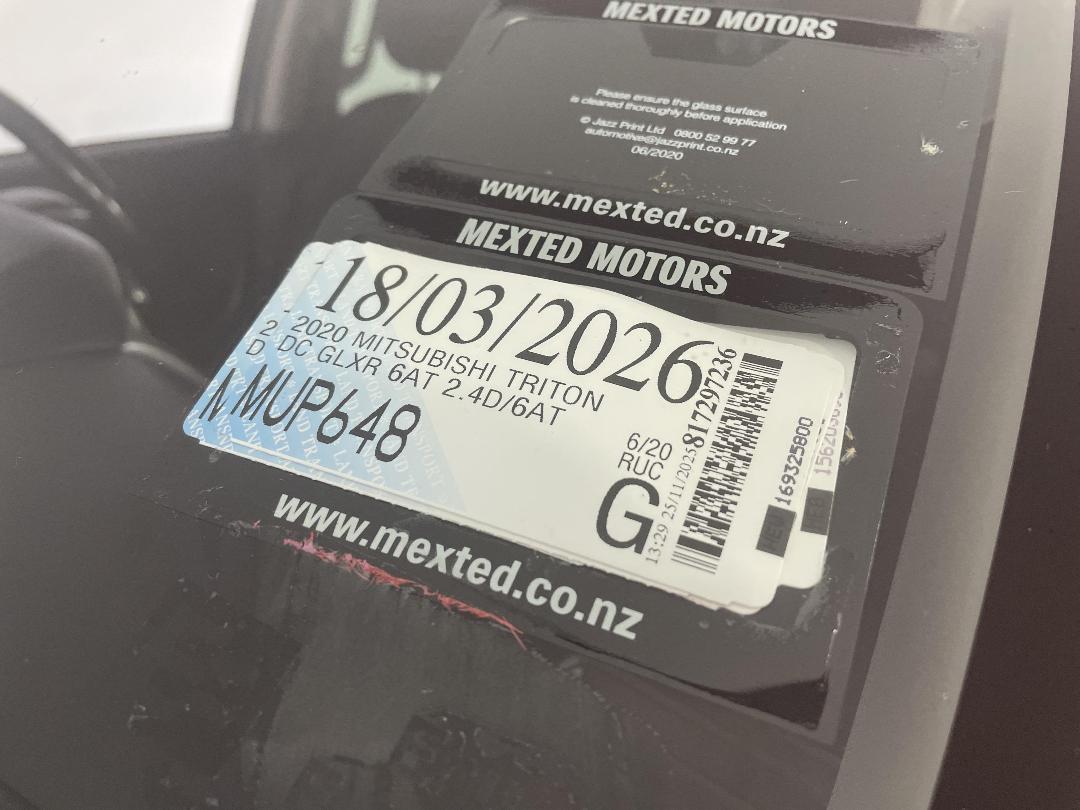 MEXTED MOTORS
Please ensure the glass surface
is cleaned thoroughly before application
© Jazz Print Ltd 0800 52 99 77
automotive@jazzprint.co.nz
06/2020
www.mexted.co.nz
MEXTED MOTORS
18/03/2026
2 2020 MITSUBISHI TRITON
D DC GLXR 6AT 2.4D/6AT
M MUP648
6/20
RUC
G
13:29 25/11/2025 817297236
169325800
www.mexted.co.nz